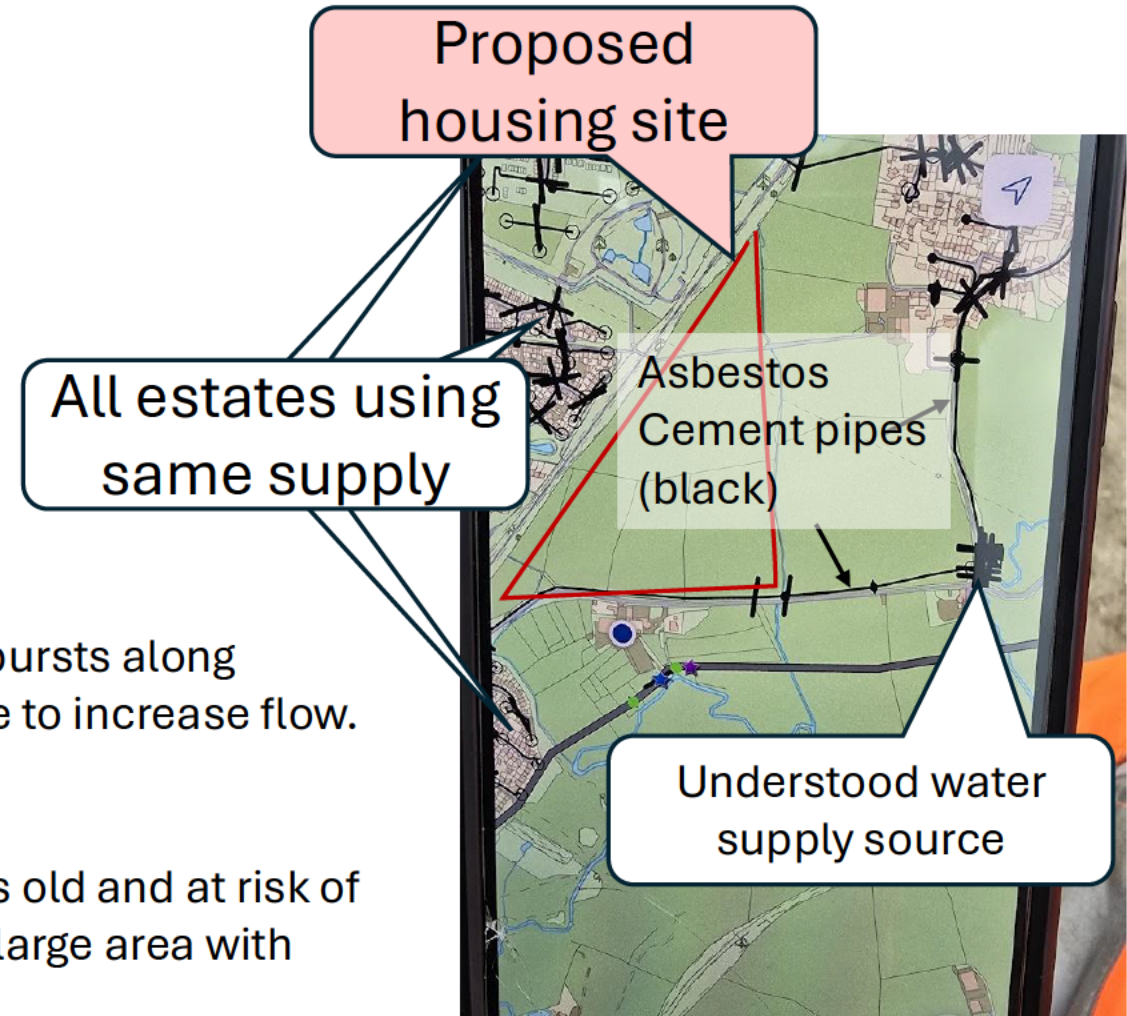 Proposed
housing site
All estates using
same supply
Asbestos
Cement pipes
(black)
bursts along
e to increase flow.
Understood water
supply source
s old and at risk of
large area with